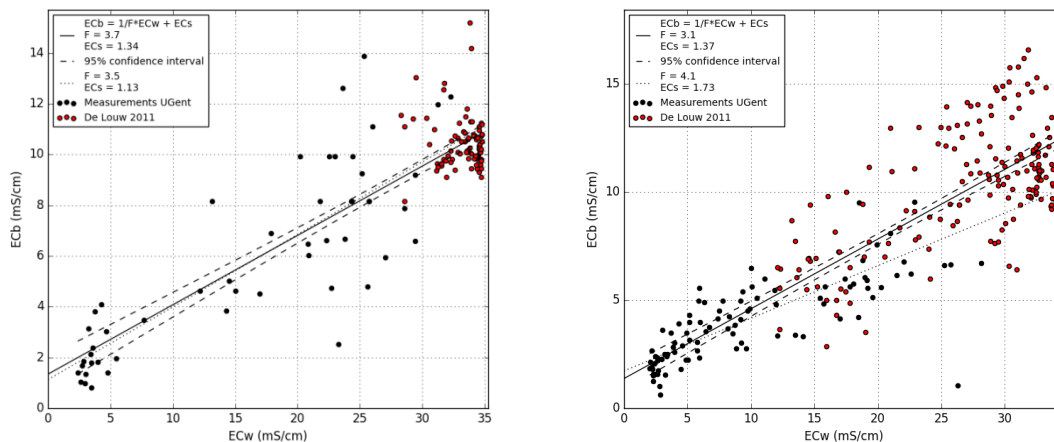 ECb = 1/F*ECw + ECs
F = 3.7
ECs = 1.34
95% confidence interval
F = 3.5
ECs = 1.13
Measurements UGent
De Louw 2011
14
12
10
8
6
4
2
0
ECb (mS/cm)
0 5 10 15 20 25 30 35
ECw (mS/cm)
ECb = 1/F*ECw + ECs
F = 3.1
ECs = 1.37
95% confidence interval
F = 4.1
ECs = 1.73
Measurements UGent
De Louw 2011
15
10
5
0
ECb (mS/cm)
0 5 10 15 20 25 30
ECw (mS/cm)